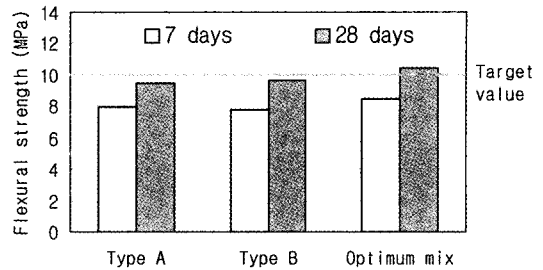 Flexural strength (MPa)
14
12
10
8
6
4
2
0
7 days
28 days
Target
value
Type A
Type B
Optimum mix